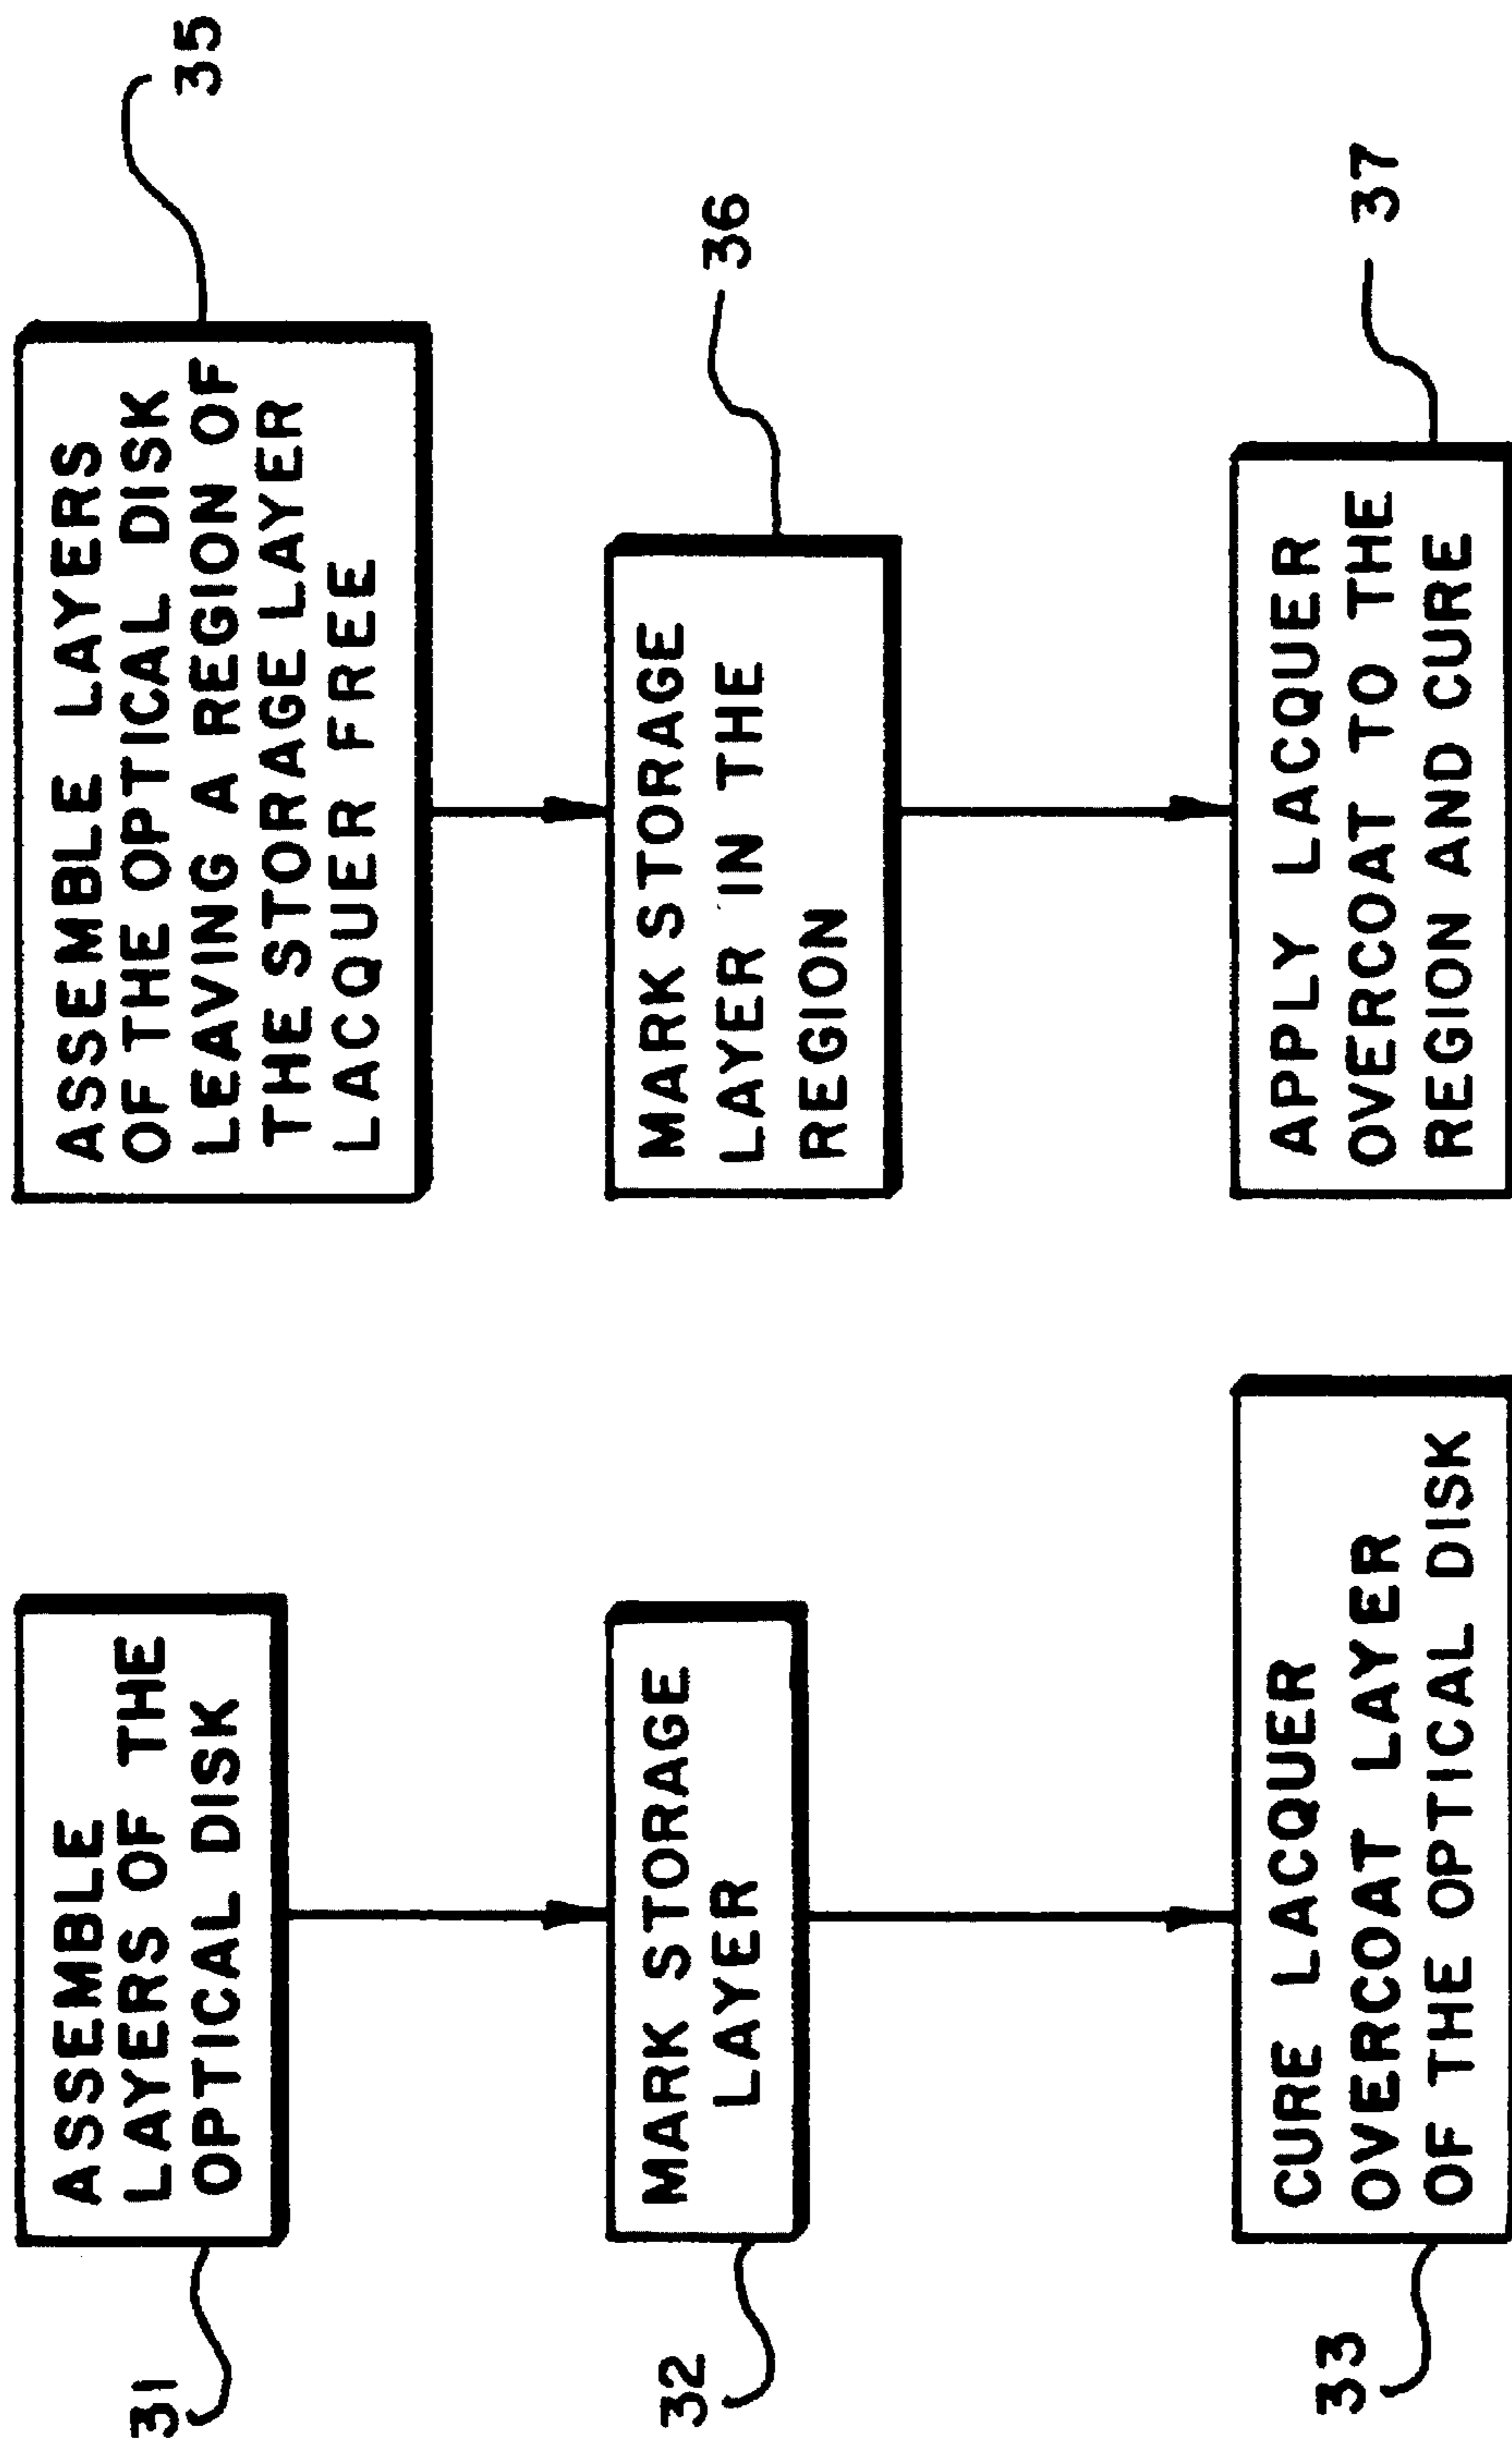 31
ASSEMBLE
LAYERS OF THE
OPTICAL DISK
32
MARK STORAGE
LAYER
33
CURE LACQUER
OVERCOAT LAYER
OF THE OPTICAL DISK
ASSEMBLE LAYERS
OF THE OPTICAL DISK
LEAVING A REGION OF
THE STORAGE LAYER
LACQUER FREE
35
MARK STORAGE
LAYER IN THE
REGION
36
APPLY LACQUER
OVERCOAT TO THE
REGION AND CURE
37